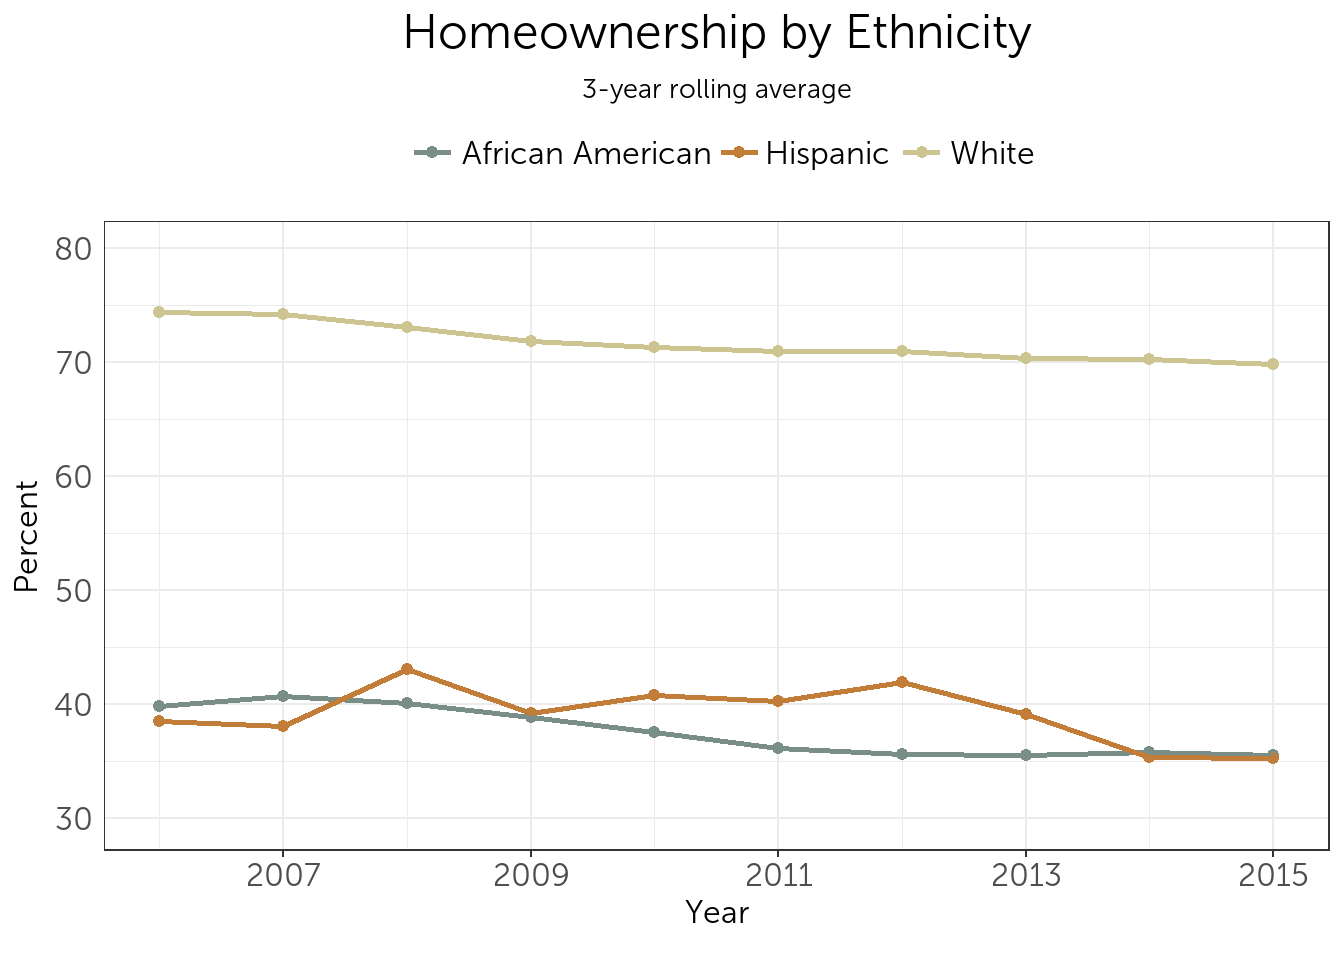 Homeownership by Ethnicity
3-year rolling average
African American Hispanic White
80
70
60
50
40
30
Percent
2007 2009 2011 2013 2015
Year